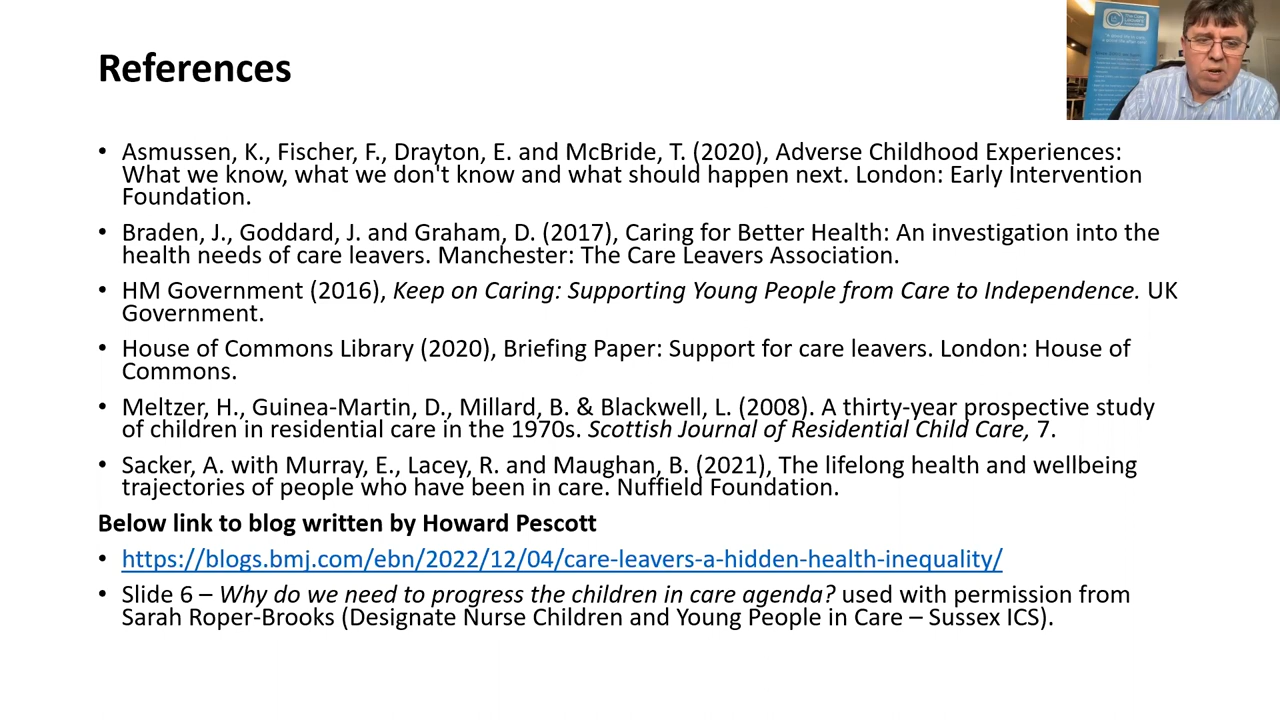 References
• Asmussen, K., Fischer, F., Drayton, E. and McBride, T. (2020), Adverse Childhood Experiences:
What we know, what we don't know and what should happen next. London: Early Intervention
Foundation.
• Braden, J., Goddard, J. and Graham, D. (2017), Caring for Better Health: An investigation into the
health needs of care leavers. Manchester: The Care Leavers Association.
• HM Government (2016), Keep on Caring: Supporting Young People from Care to Independence. UK
Government.
• House of Commons Library (2020), Briefing Paper: Support for care leavers. London: House of
Commons.
• Meltzer, H., Guinea-Martin, D., Millard, B. & Blackwell, L. (2008). A thirty-year prospective study
of children in residential care in the 1970s. Scottish Journal of Residential Child Care, 7.
• Sacker, A. with Murray, E., Lacey, R. and Maughan, B. (2021), The lifelong health and wellbeing
trajectories of people who have been in care. Nuffield Foundation.
Below link to blog written by Howard Pescott
• https://blogs.bmj.com/ebn/2022/12/04/care-leavers-a-hidden-health-inequality/
• Slide 6 – Why do we need to progress the children in care agenda? used with permission from
Sarah Roper-Brooks (Designate Nurse Children and Young People in Care – Sussex ICS).